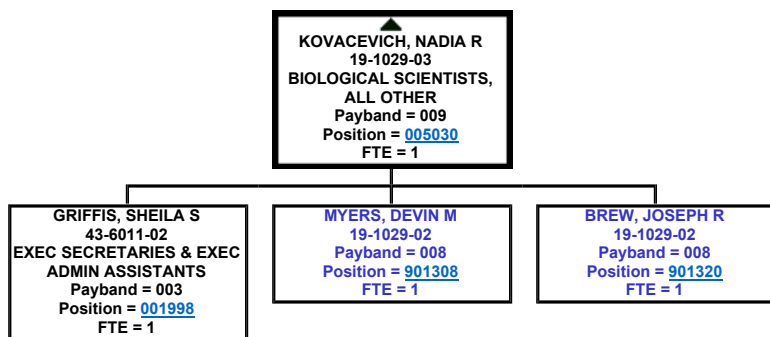 KOVACEVICH, NADIA R
19-1029-03
BIOLOGICAL SCIENTISTS,
ALL OTHER
Payband = 009
Position = 005030
FTE = 1
GRIFFIS, SHEILA S
43-6011-02
EXEC SECRETARIES & EXEC
ADMIN ASSISTANTS
Payband = 003
Position = 001998
FTE = 1
MYERS, DEVIN M
19-1029-02
Payband = 008
Position = 901308
FTE = 1
BREW, JOSEPH R
19-1029-02
Payband = 008
Position = 901320
FTE = 1